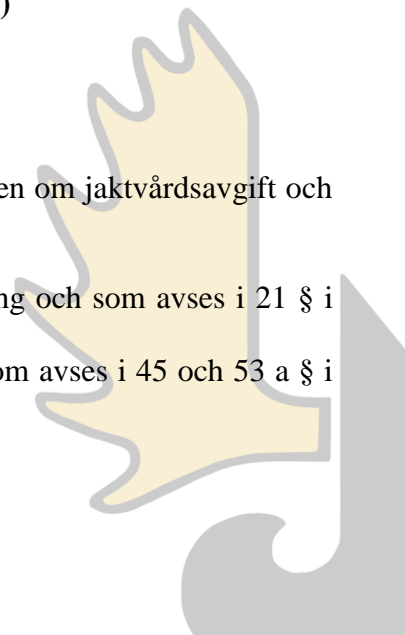 )
en om jaktvårdsavgift och
ng och som avses i 21 § i
om avses i 45 och 53 a § i